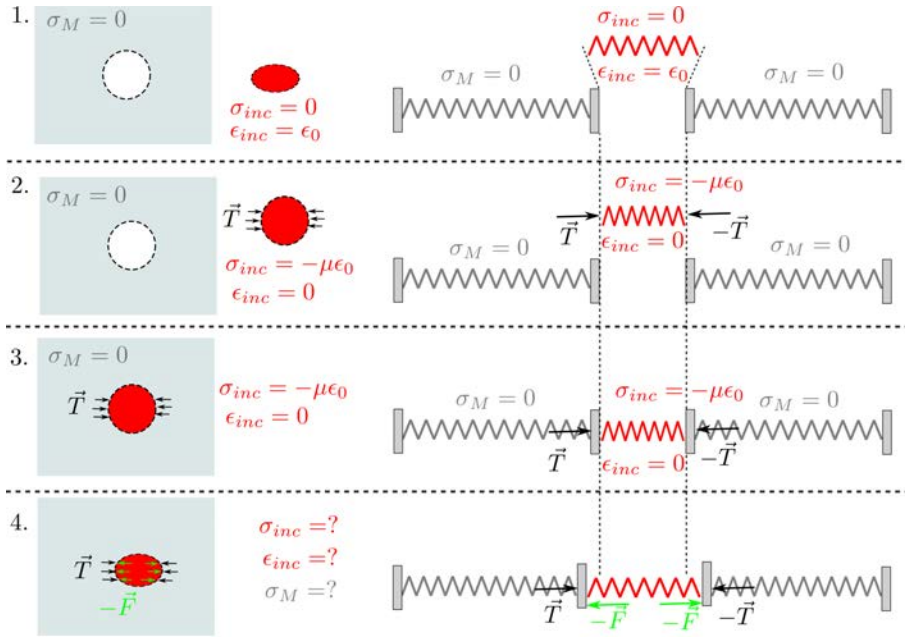 1.
σ_M = 0
σ_inc = 0
ϵ_inc = ϵ_0
σ_M = 0
σ_inc = 0
ϵ_inc = ϵ_0
σ_M = 0
2.
σ_M = 0
T⃗
σ_inc = −μϵ_0
ϵ_inc = 0
σ_inc = −μϵ_0
T⃗
−T⃗
ϵ_inc = 0
σ_M = 0
σ_M = 0
3.
σ_M = 0
T⃗
σ_inc = −μϵ_0
ϵ_inc = 0
σ_M = 0
σ_inc = −μϵ_0
σ_M = 0
T⃗
ϵ_inc = 0
−T⃗
4.
T⃗
−F⃗
σ_inc =?
ϵ_inc =?
σ_M =?
T⃗
−F⃗
−F⃗
−T⃗